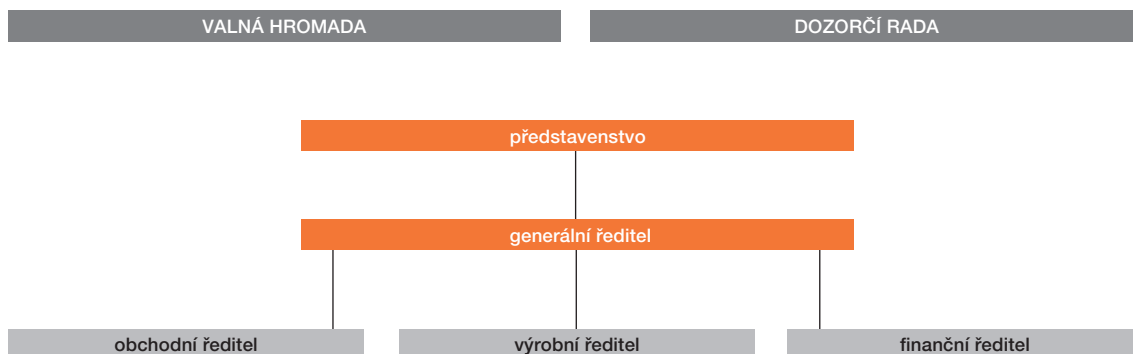 VALNÁ HROMADA
DOZORČÍ RADA
představenstvo
generální ředitel
obchodní ředitel
výrobní ředitel
finanční ředitel